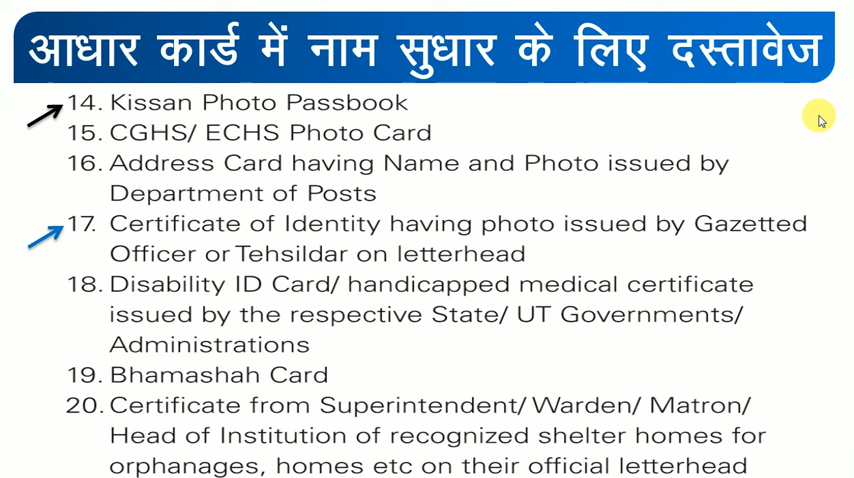 आधार कार्ड में नाम सुधार के लिए दस्तावेज
14. Kissan Photo Passbook
15. CGHS/ ECHS Photo Card
16. Address Card having Name and Photo issued by
Department of Posts
17. Certificate of Identity having photo issued by Gazetted
Officer or Tehsildar on letterhead
18. Disability ID Card/ handicapped medical certificate
issued by the respective State/ UT Governments/
Administrations
19. Bhamashah Card
20. Certificate from Superintendent/ Warden/ Matron/
Head of Institution of recognized shelter homes for
orphanages, homes etc on their official letterhead